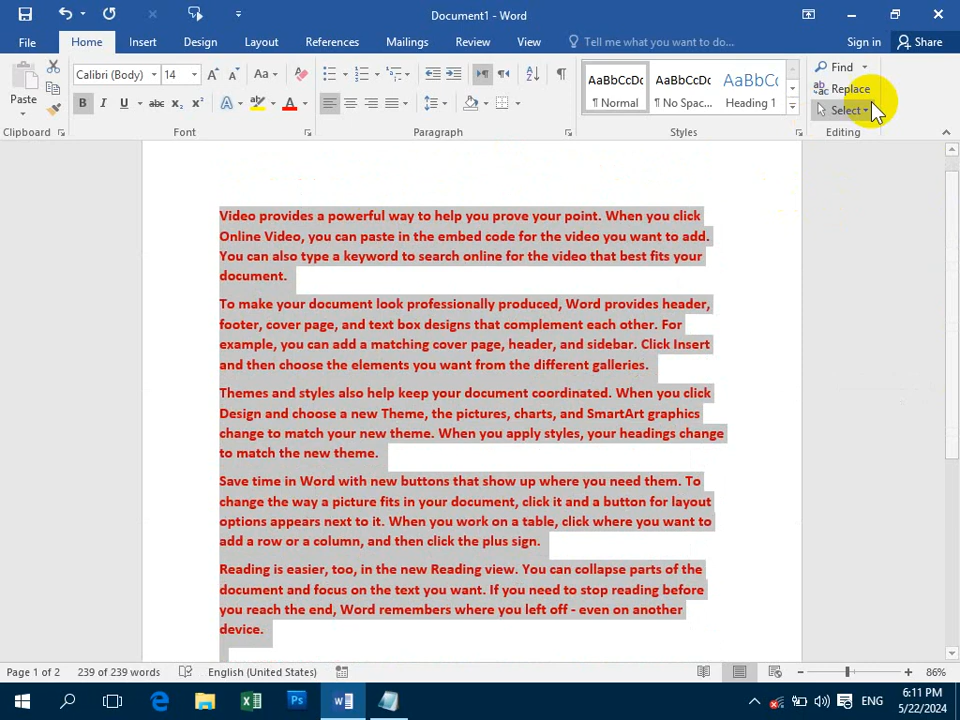 Document1 - Word
File Home Insert Design Layout References Mailings Review View Tell me what you want to do... Sign in Share
Paste
Calibri (Body) 14 Aa
B I U abc X₂ X² A A
AaBbCcDc AaBbCcDc AaBbCc
¶ Normal ¶ No Spac... Heading 1
Find
Replace
Select
Clipboard Font Paragraph Styles Editing
Video provides a powerful way to help you prove your point. When you click
Online Video, you can paste in the embed code for the video you want to add.
You can also type a keyword to search online for the video that best fits your
document.
To make your document look professionally produced, Word provides header,
footer, cover page, and text box designs that complement each other. For
example, you can add a matching cover page, header, and sidebar. Click Insert
and then choose the elements you want from the different galleries.
Themes and styles also help keep your document coordinated. When you click
Design and choose a new Theme, the pictures, charts, and SmartArt graphics
change to match your new theme. When you apply styles, your headings change
to match the new theme.
Save time in Word with new buttons that show up where you need them. To
change the way a picture fits in your document, click it and a button for layout
options appears next to it. When you work on a table, click where you want to
add a row or a column, and then click the plus sign.
Reading is easier, too, in the new Reading view. You can collapse parts of the
document and focus on the text you want. If you need to stop reading before
you reach the end, Word remembers where you left off - even on another
device.
Page 1 of 2 239 of 239 words English (United States) 86%
ENG
6:11 PM
5/22/2024